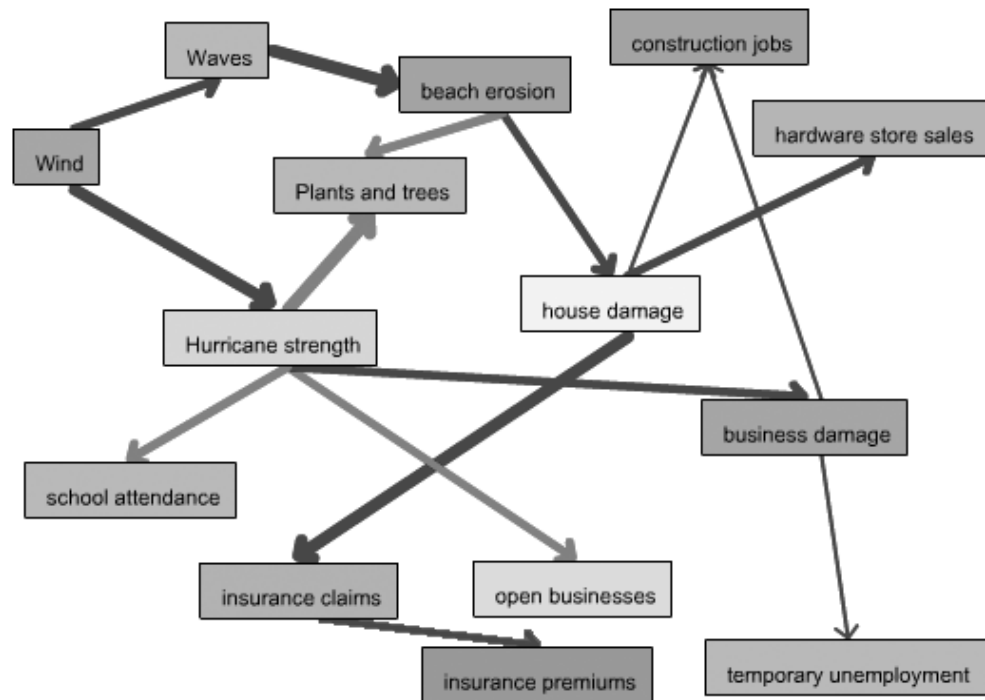 construction jobs
Waves
beach erosion
hardware store sales
Wind
Plants and trees
house damage
Hurricane strength
business damage
school attendance
insurance claims
open businesses
insurance premiums
temporary unemployment